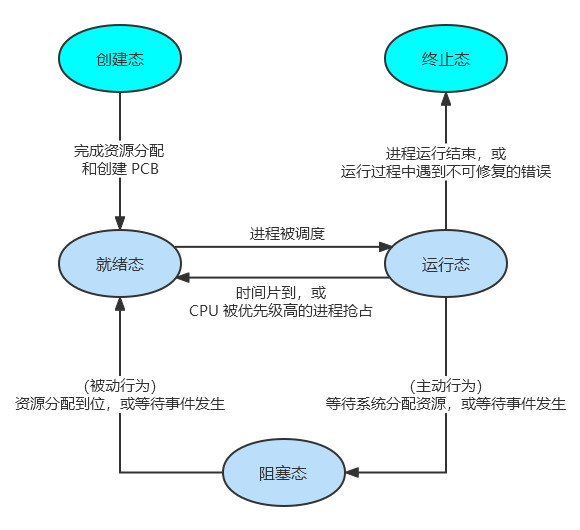 创建态
终止态
完成资源分配
和创建 PCB
进程运行结束，或
运行过程中遇到不可修复的错误
进程被调度
就绪态
运行态
时间片到，或
CPU 被优先级高的进程抢占
(被动行为)
资源分配到位，或等待事件发生
(主动行为)
等待系统分配资源，或等待事件发生
阻塞态